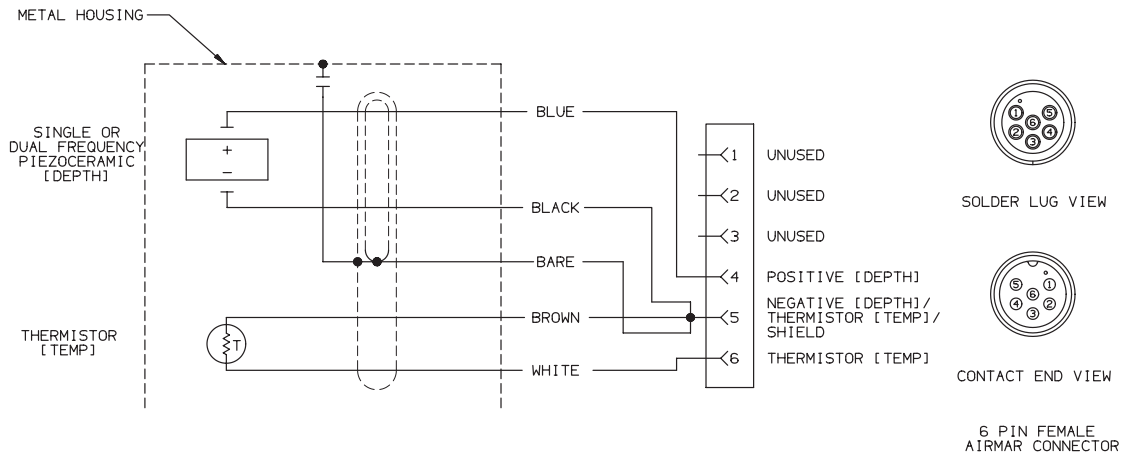 METAL HOUSING
SINGLE OR
DUAL FREQUENCY
PIEZOCERAMIC
[DEPTH]
+
−
THERMISTOR
[TEMP]
T
BLUE
BLACK
BARE
BROWN
WHITE
1 UNUSED
2 UNUSED
3 UNUSED
4 POSITIVE [DEPTH]
5 NEGATIVE [DEPTH]/
THERMISTOR [TEMP]/
SHIELD
6 THERMISTOR [TEMP]
1 5
6
2 4
3
SOLDER LUG VIEW
5 1
6
4 2
3
CONTACT END VIEW
6 PIN FEMALE
AIRMAR CONNECTOR